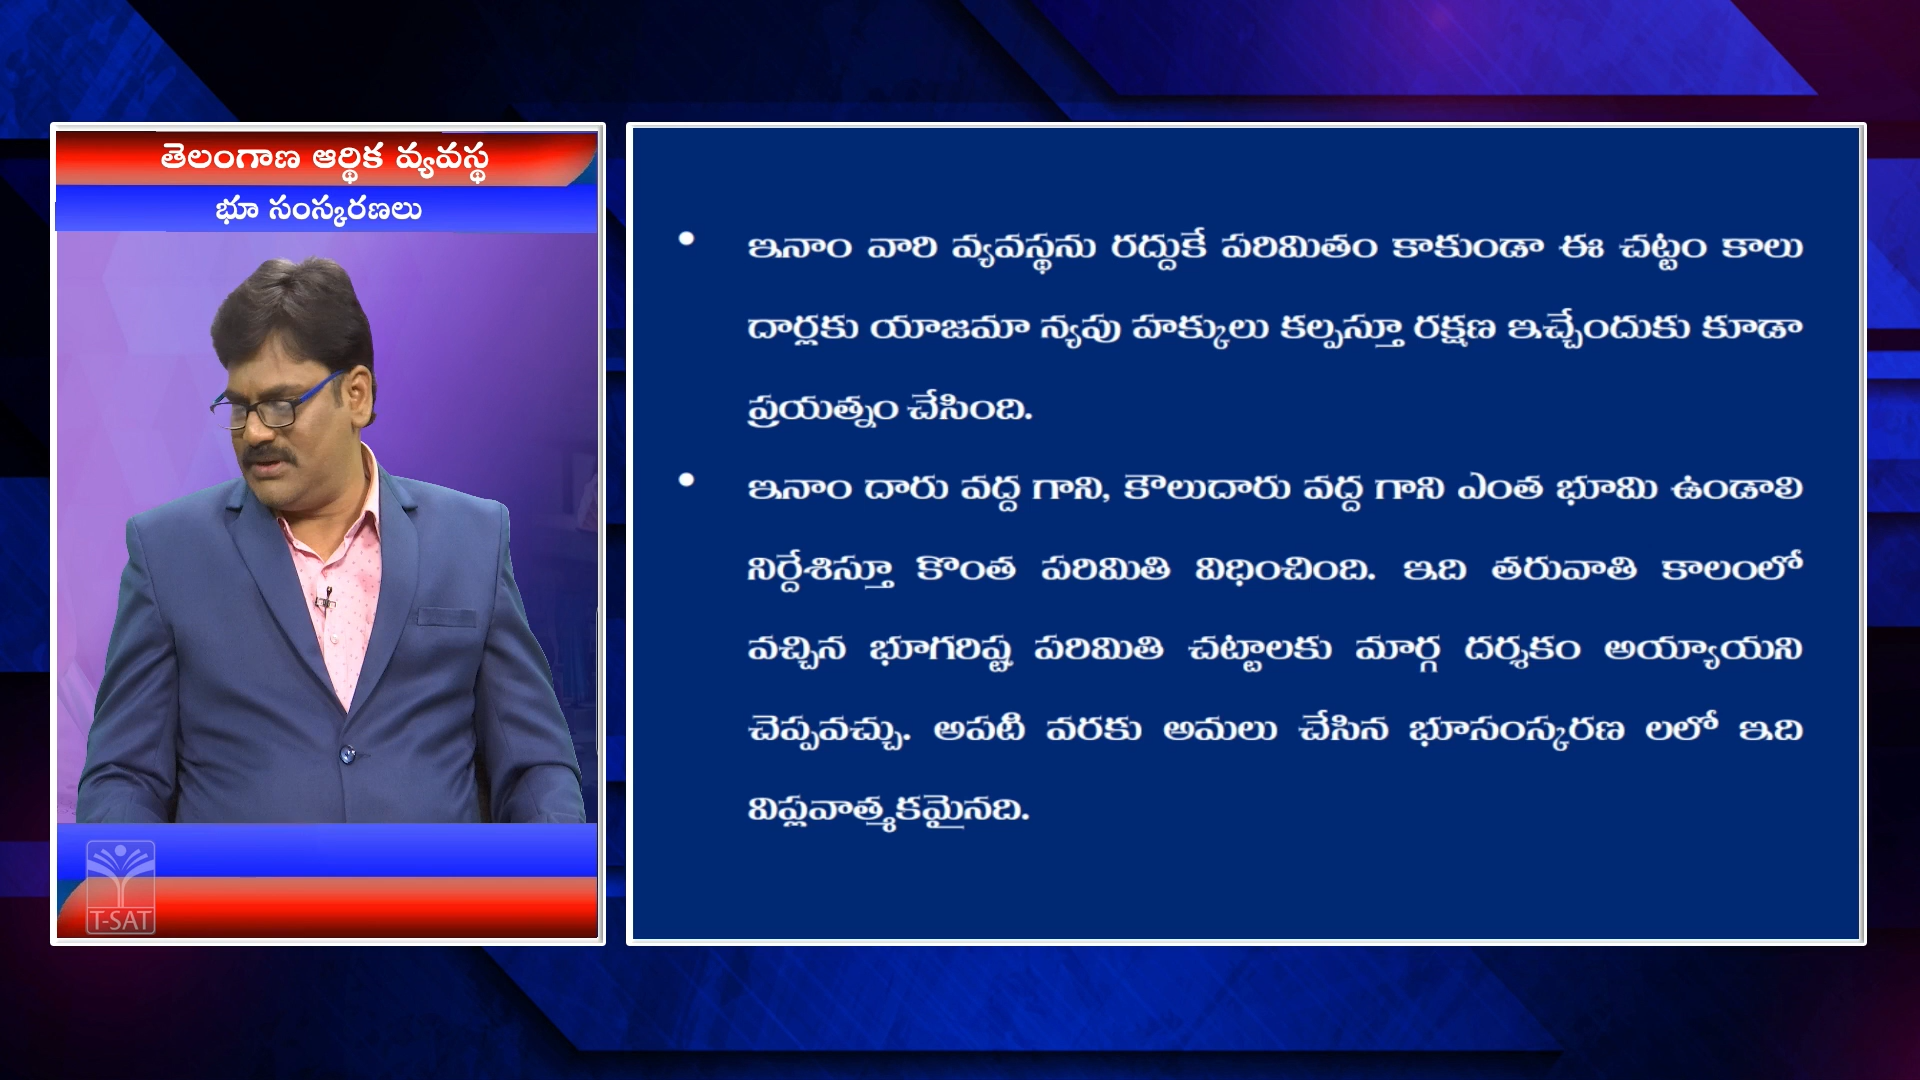 తెలంగాణ ఆర్థిక వ్యవస్థ
భూ సంస్కరణలు
• ఇనాం వారి వ్యవస్థను రద్దుకే పరిమితం కాకుండా ఈ చట్టం కాలు
దార్లకు యాజమా న్యపు హక్కులు కల్పస్తూ రక్షణ ఇచ్చేందుకు కూడా
ప్రయత్నం చేసింది.
• ఇనాం దారు వద్ద గాని, కౌలుదారు వద్ద గాని ఎంత భూమి ఉండాలి
నిర్దేశిస్తూ కొంత పరిమితి విధించింది. ఇది తరువాతి కాలంలో
వచ్చిన భూగరిష్ట పరిమితి చట్టాలకు మార్గ దర్శకం అయ్యాయని
చెప్పవచ్చు. అపటి వరకు అమలు చేసిన భూసంస్కరణ లలో ఇది
విప్లవాత్మకమైనది.
T-SAT